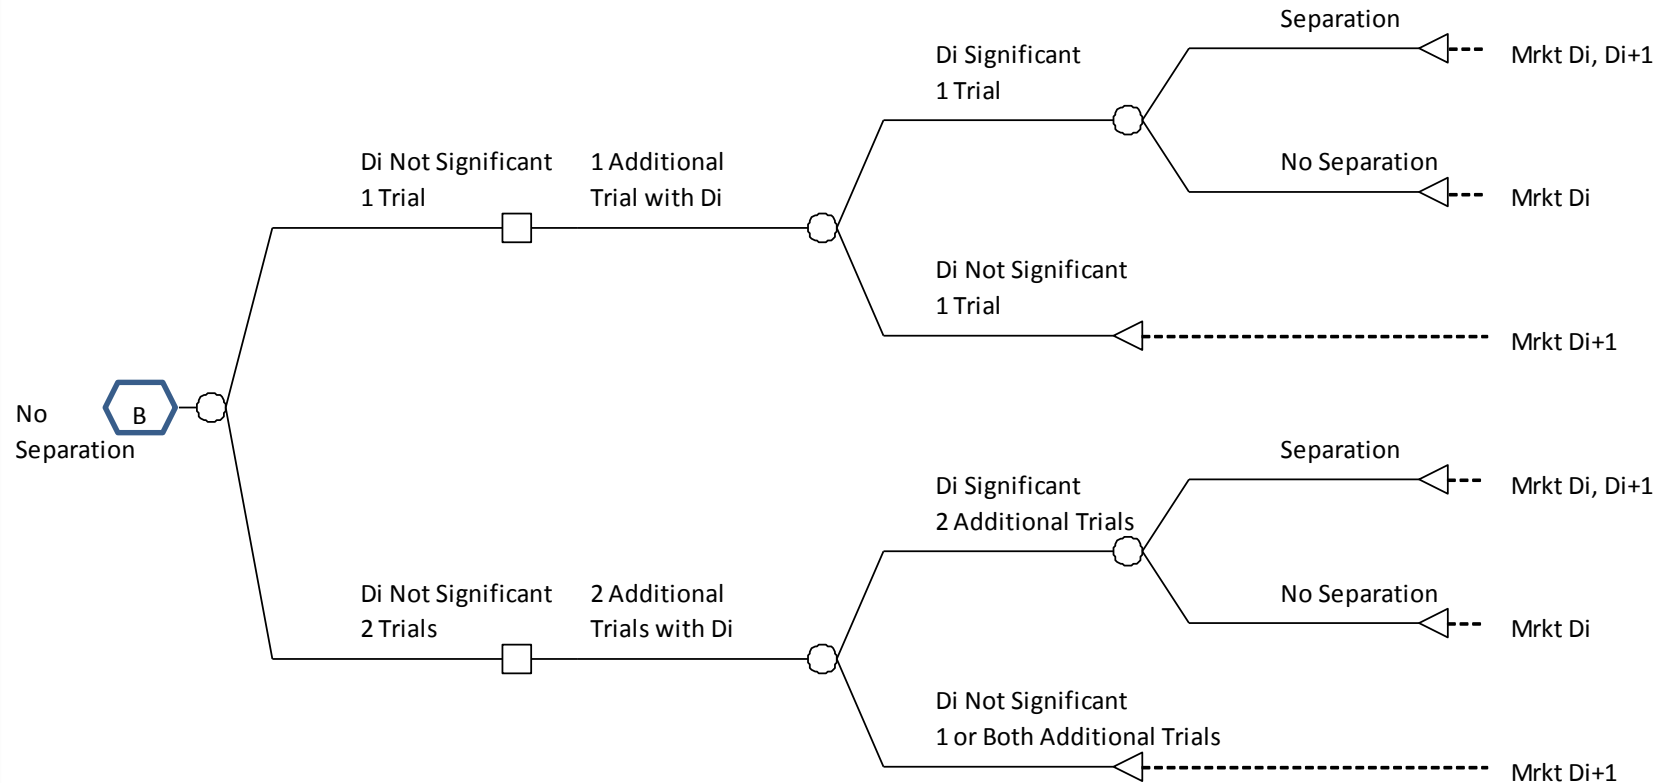 Separation
Mrkt Di, Di+1
Di Significant
1 Trial
No Separation
Mrkt Di
Di Not Significant
1 Trial
1 Additional
Trial with Di
Di Not Significant
1 Trial
Mrkt Di+1
No
Separation
B
Separation
Mrkt Di, Di+1
Di Significant
2 Additional Trials
No Separation
Mrkt Di
Di Not Significant
2 Trials
2 Additional
Trials with Di
Di Not Significant
1 or Both Additional Trials
Mrkt Di+1